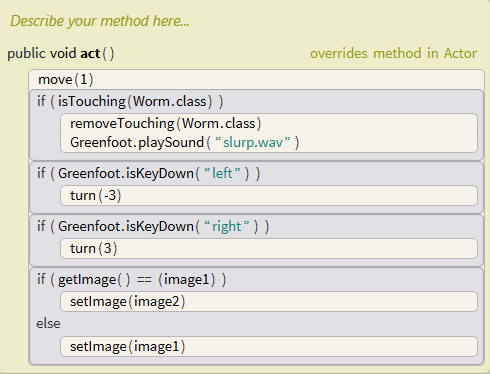 Describe your method here...
public void act() overrides method in Actor
move(1)
if ( isTouching(Worm.class) )
removeTouching(Worm.class)
Greenfoot.playSound( “slurp.wav” )
if ( Greenfoot.isKeyDown( “left” ) )
turn(-3)
if ( Greenfoot.isKeyDown( “right” ) )
turn(3)
if ( getImage() == (image1) )
setImage(image2)
else
setImage(image1)